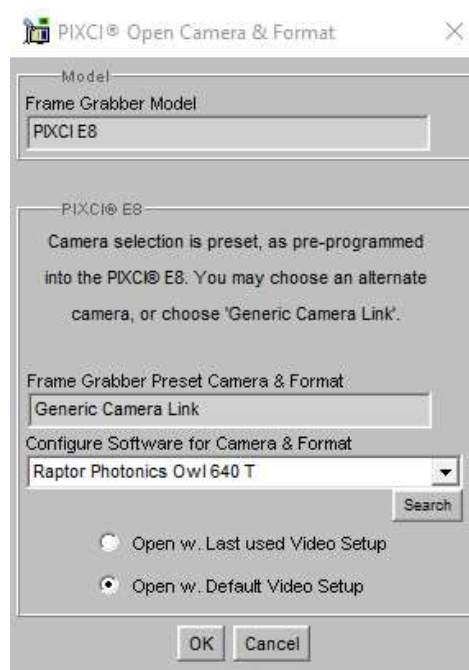 PIXCI® Open Camera & Format
Model
Frame Grabber Model
PIXCI E8
PIXCI® E8
Camera selection is preset, as pre-programmed
into the PIXCI® E8. You may choose an alternate
camera, or choose 'Generic Camera Link'.
Frame Grabber Preset Camera & Format
Generic Camera Link
Configure Software for Camera & Format
Raptor Photonics Owl 640 T
Search
Open w. Last used Video Setup
Open w. Default Video Setup
OK Cancel